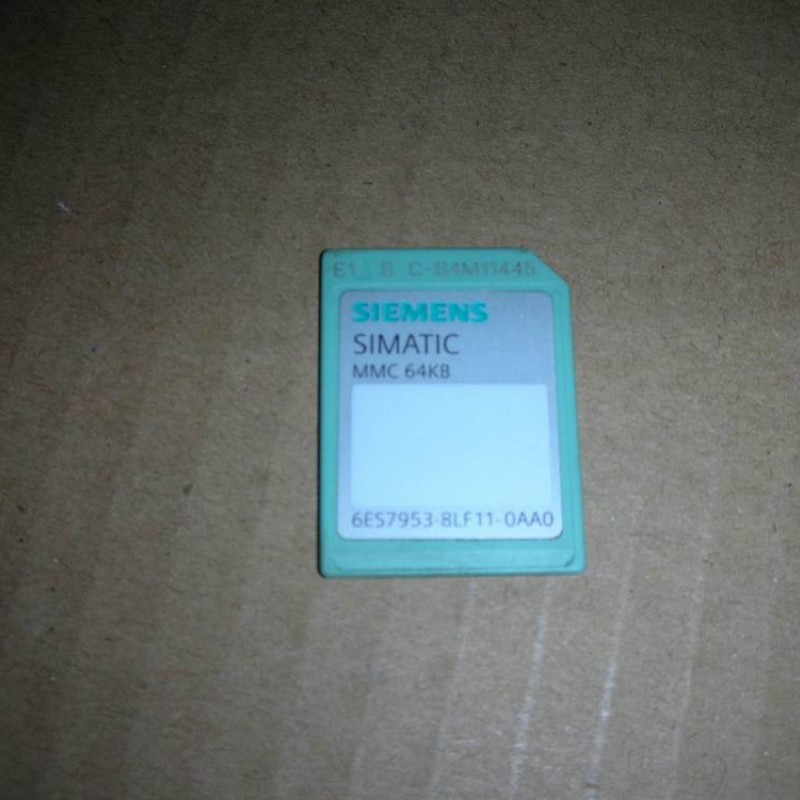 E1 S C-S4M11445
SIEMENS
SIMATIC
MMC 64KB
6ES7953-8LF11-0AA0